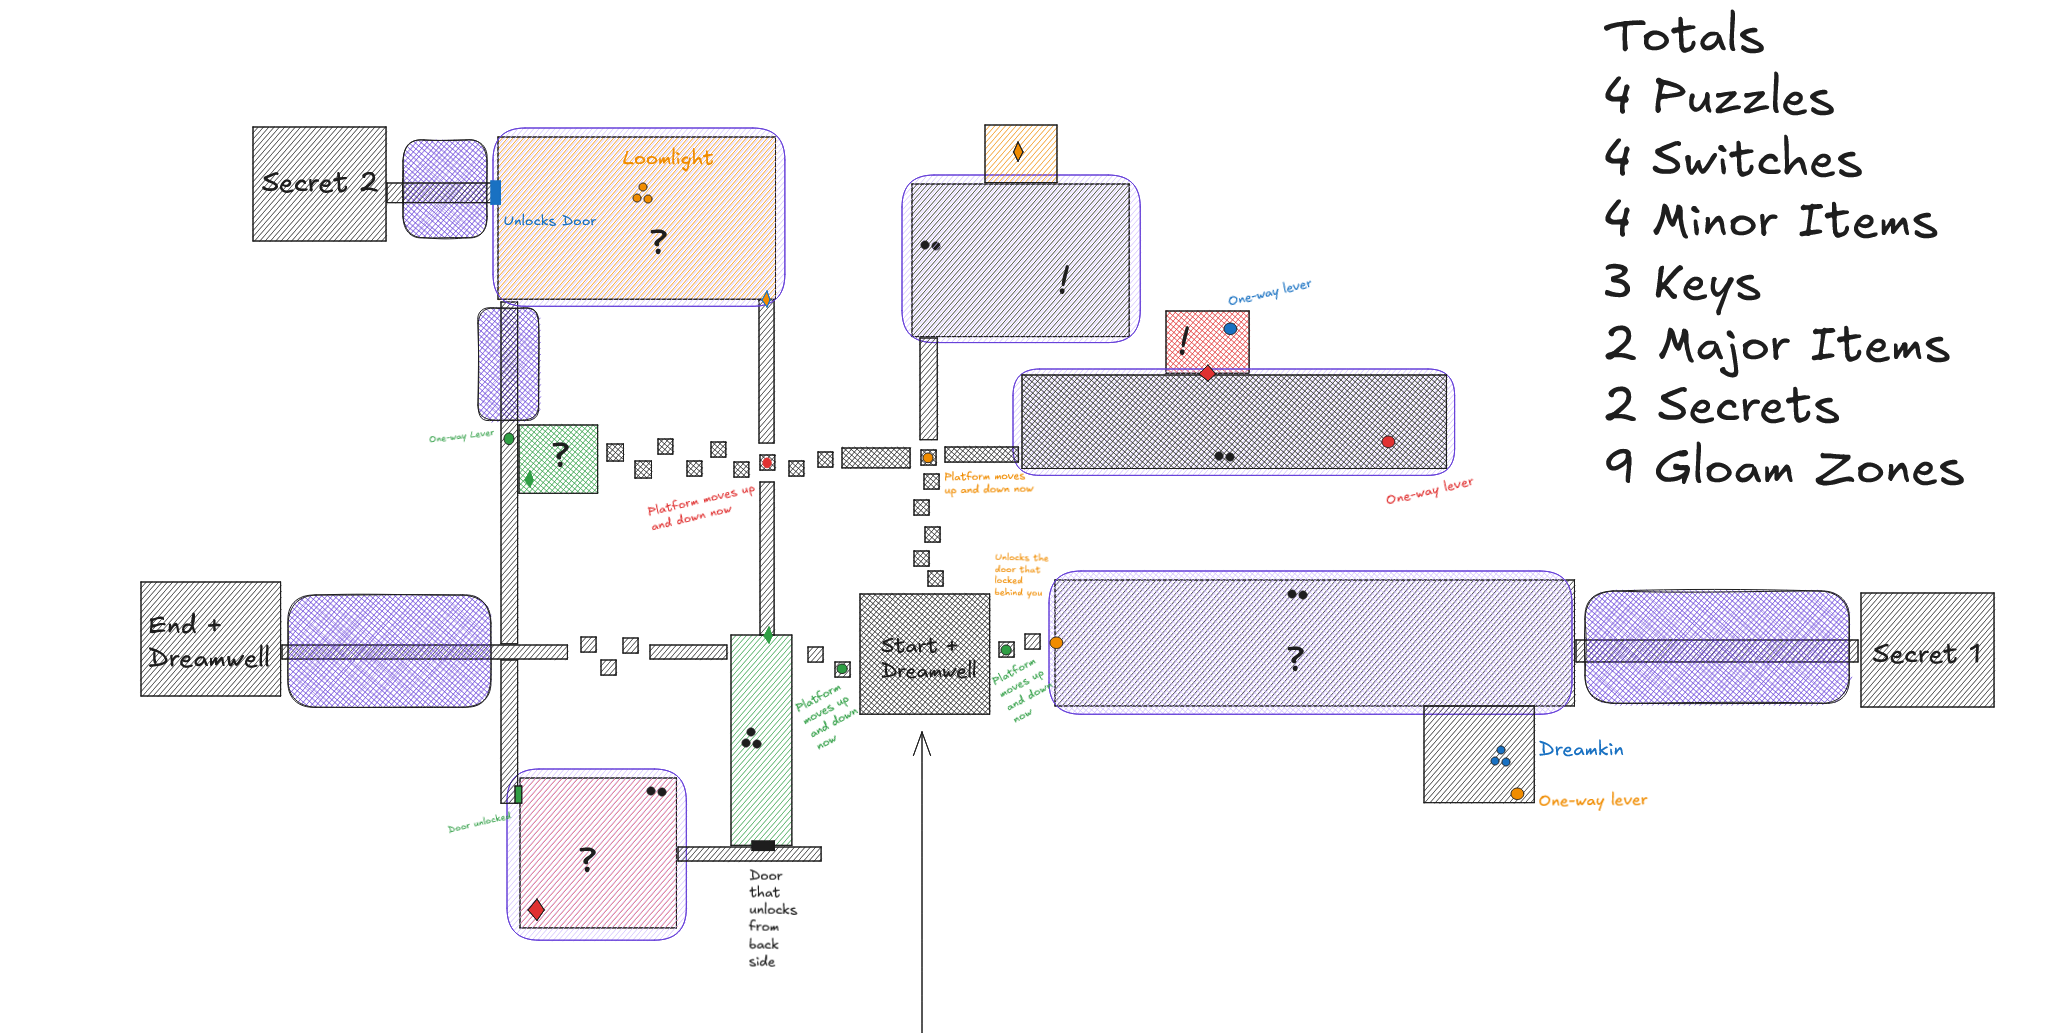 Totals
4 Puzzles
4 Switches
4 Minor Items
3 Keys
2 Major Items
2 Secrets
9 Gloam Zones
Secret 2
Loomlight
Unlocks Door
?
!
One-way lever
!
One-way Lever
?
Platform moves up
and down now
Platform moves
up and down now
One-way lever
Unlocks the
door that
locked
behind you
End +
Dreamwell
Start +
Dreamwell
Platform
moves up
and down
now
Platform
moves up
and down
now
?
Secret 1
Dreamkin
One-way lever
Door unlocked
?
Door
that
unlocks
from
back
side